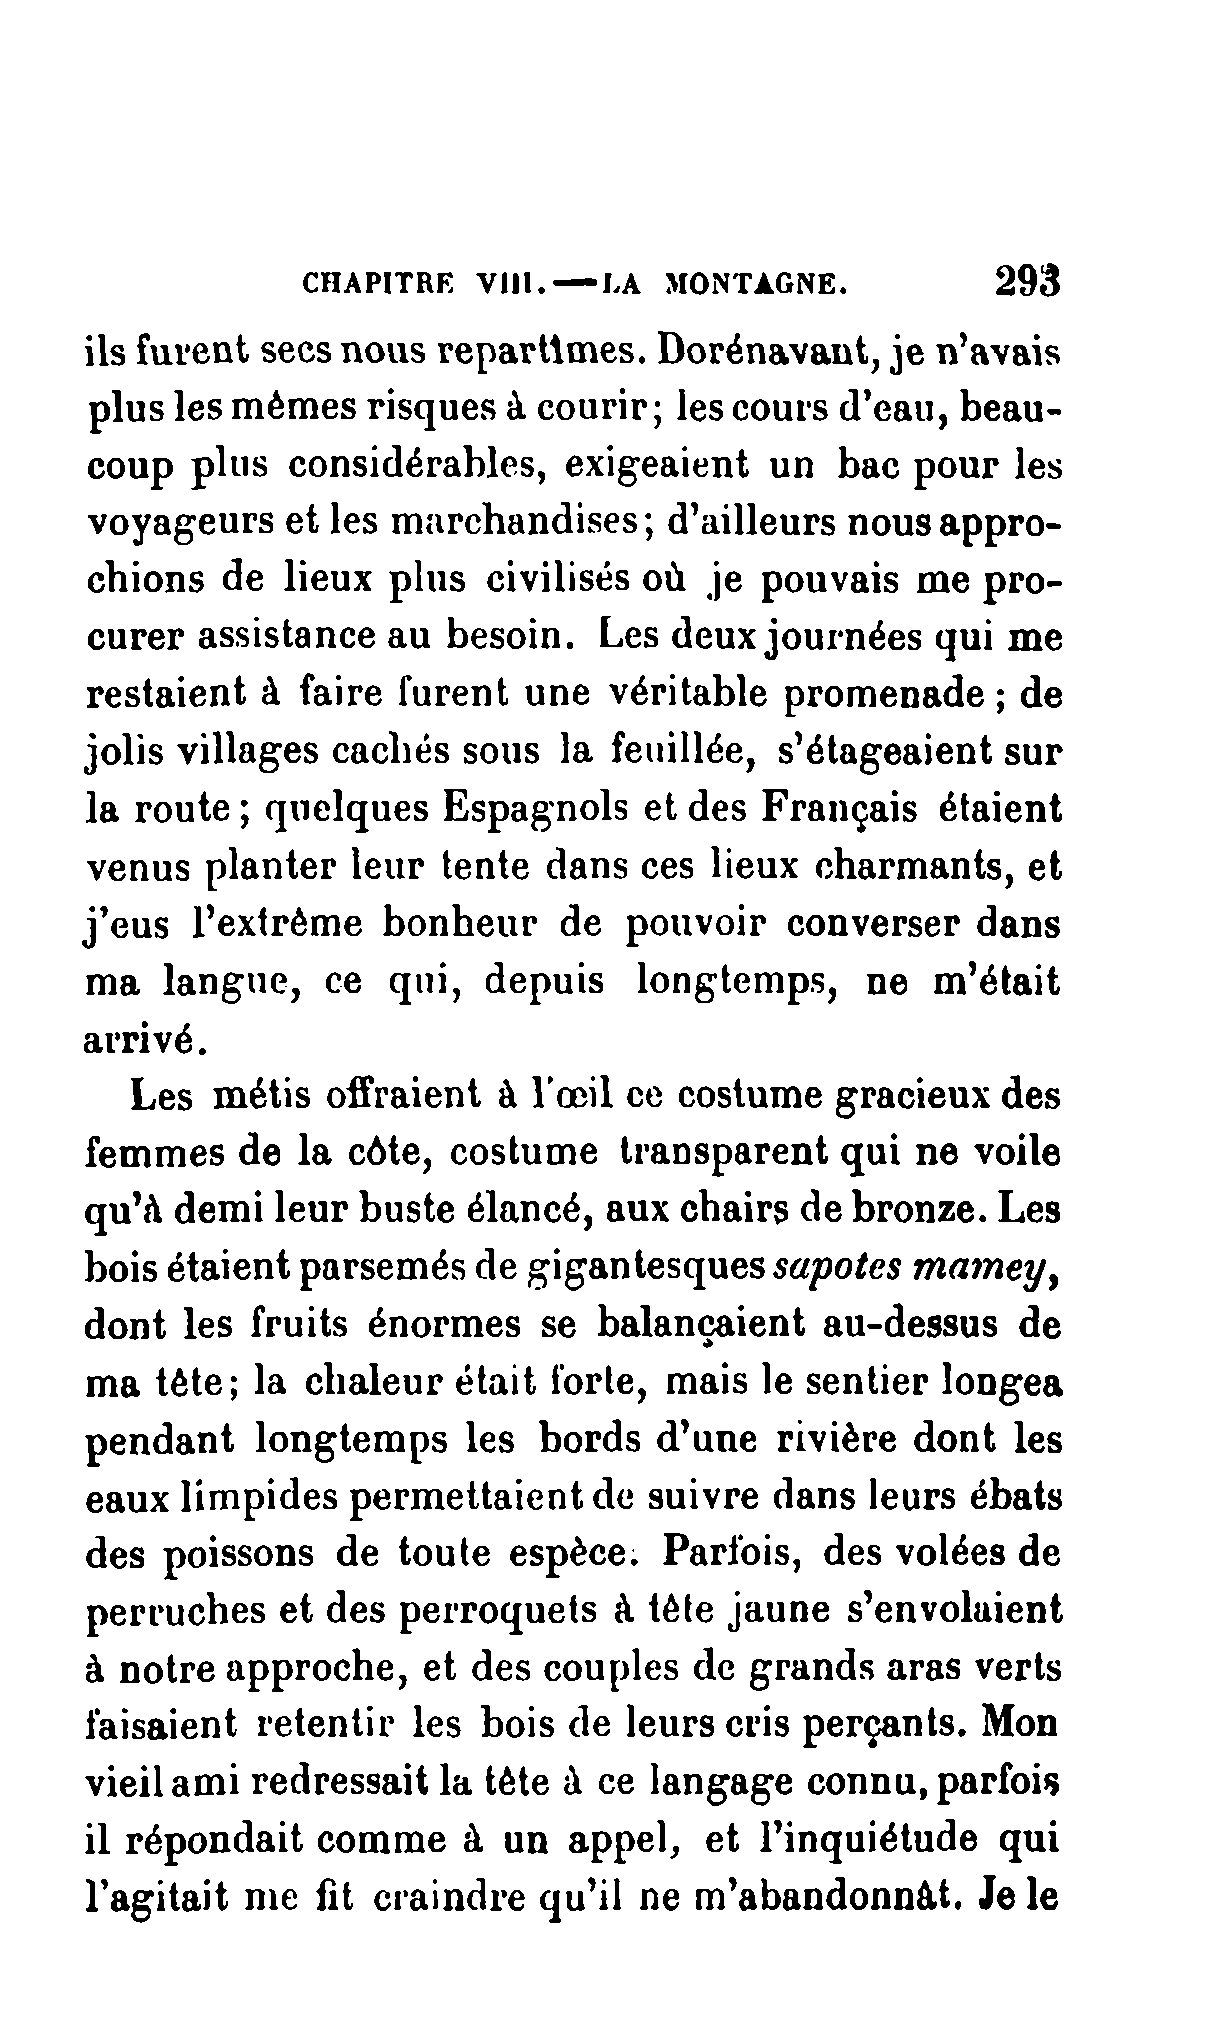 CHAPITRE VIII.—LA MONTAGNE. 293
ils furent secs nous repartîmes. Dorénavant, je n'avais
plus les mêmes risques à courir; les cours d'eau, beau-
coup plus considérables, exigeaient un bac pour les
voyageurs et les marchandises; d'ailleurs nous appro-
chions de lieux plus civilisés où je pouvais me pro-
curer assistance au besoin. Les deux journées qui me
restaient à faire furent une véritable promenade; de
jolis villages cachés sous la feuillée, s'étageaient sur
la route; quelques Espagnols et des Français étaient
venus planter leur tente dans ces lieux charmants, et
j'eus l'extrême bonheur de pouvoir converser dans
ma langue, ce qui, depuis longtemps, ne m'était
arrivé.
Les métis offraient à l'œil ce costume gracieux des
femmes de la côte, costume transparent qui ne voile
qu'à demi leur buste élancé, aux chairs de bronze. Les
bois étaient parsemés de gigantesques sapotes mamey,
dont les fruits énormes se balançaient au-dessus de
ma tête; la chaleur était forte, mais le sentier longea
pendant longtemps les bords d'une rivière dont les
eaux limpides permettaient de suivre dans leurs ébats
des poissons de toute espèce. Parfois, des volées de
perruches et des perroquets à tête jaune s'envolaient
à notre approche, et des couples de grands aras verts
faisaient retentir les bois de leurs cris perçants. Mon
vieil ami redressait la tête à ce langage connu, parfois
il répondait comme à un appel, et l'inquiétude qui
l'agitait me fit craindre qu'il ne m'abandonnât. Je le